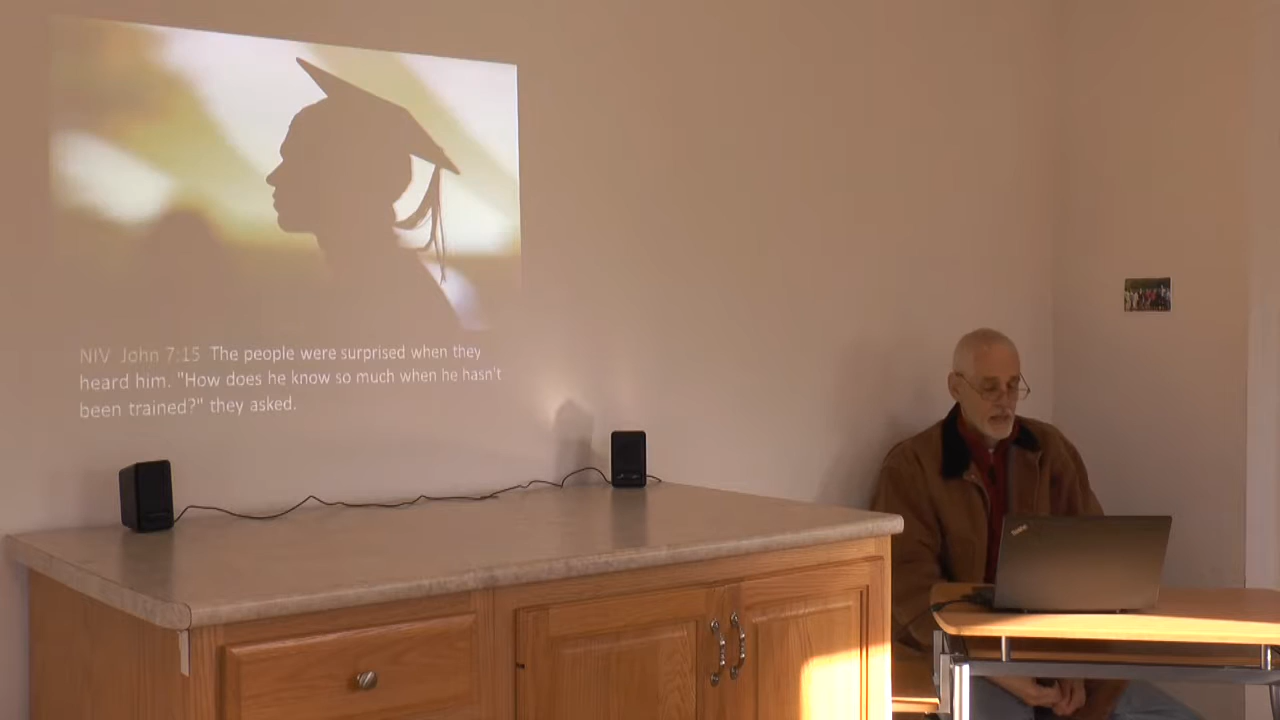 NIV John 7:15 The people were surprised when they
heard him. "How does he know so much when he hasn't
been trained?" they asked.
ThinkPad